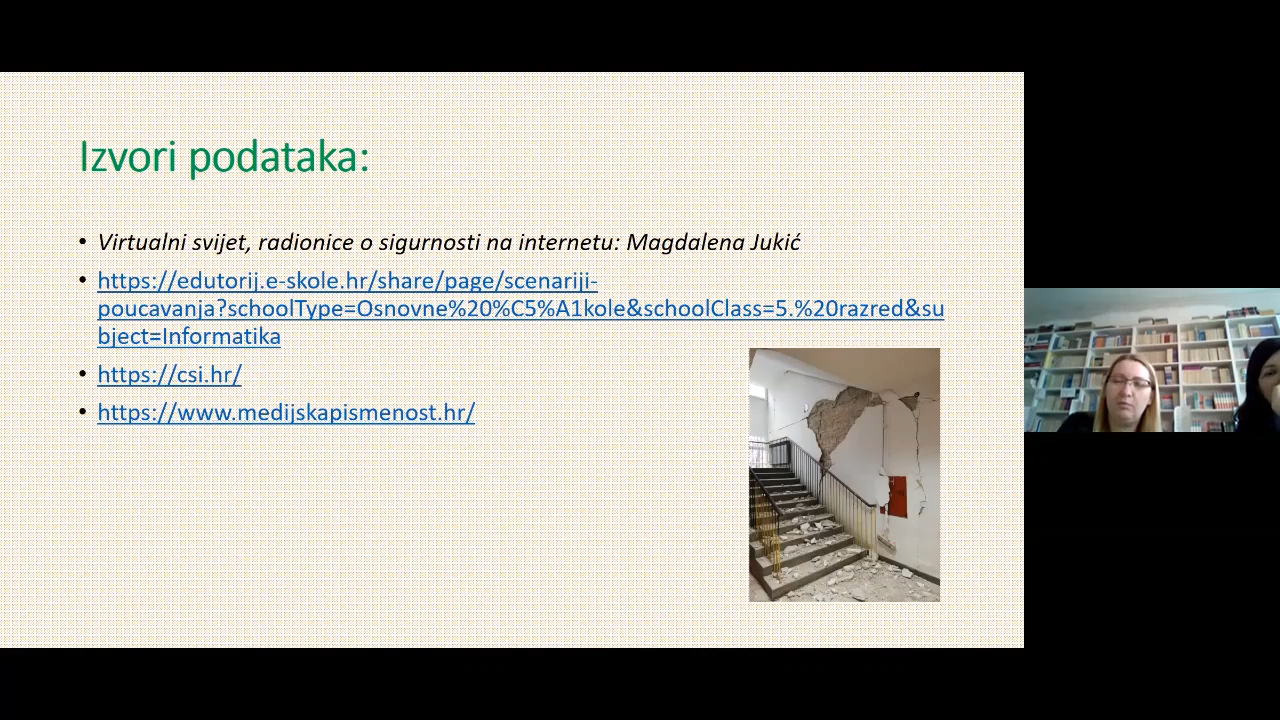 Izvori podataka:
• Virtualni svijet, radionice o sigurnosti na internetu: Magdalena Jukić
• https://edutorij.e-skole.hr/share/page/scenariji-
poucavanja?schoolType=Osnovne%20%C5%A1kole&schoolClass=5.%20razred&su
bject=Informatika
• https://csi.hr/
• https://www.medijskapismenost.hr/